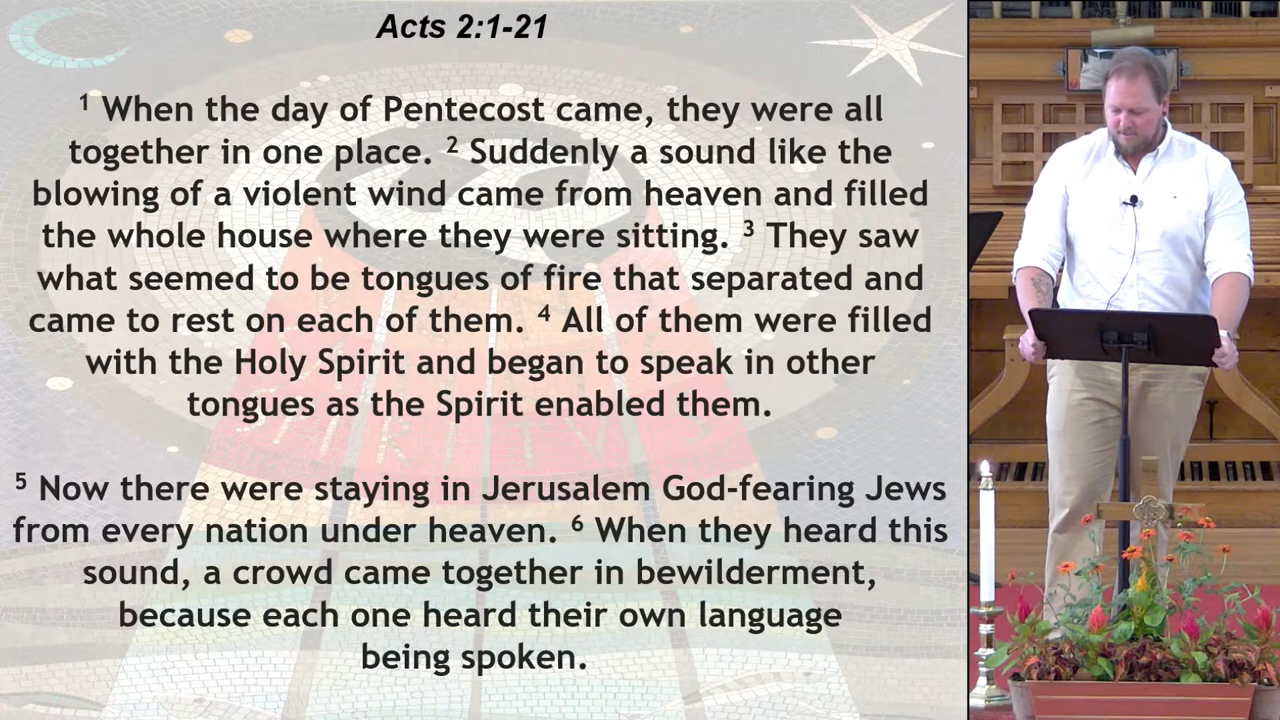 Acts 2:1-21
1 When the day of Pentecost came, they were all
together in one place. 2 Suddenly a sound like the
blowing of a violent wind came from heaven and filled
the whole house where they were sitting. 3 They saw
what seemed to be tongues of fire that separated and
came to rest on each of them. 4 All of them were filled
with the Holy Spirit and began to speak in other
tongues as the Spirit enabled them.
5 Now there were staying in Jerusalem God-fearing Jews
from every nation under heaven. 6 When they heard this
sound, a crowd came together in bewilderment,
because each one heard their own language
being spoken.